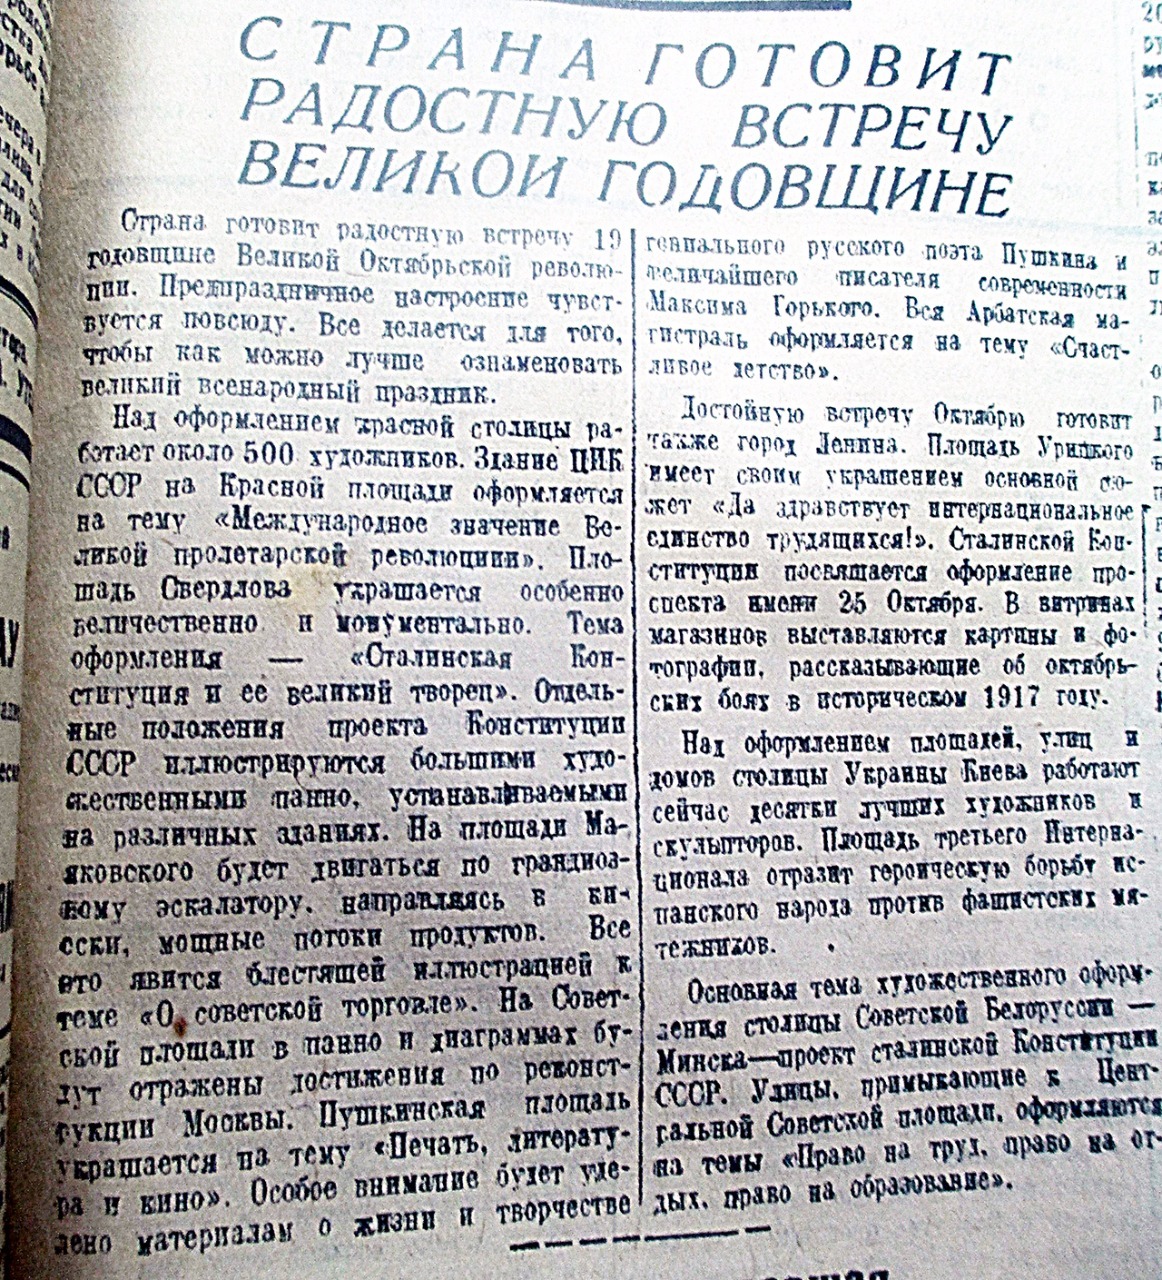 СТРАНА ГОТОВИТ
РАДОСТНУЮ ВСТРЕЧУ
ВЕЛИКОЙ ГОДОВЩИНЕ
Страна готовит радостную встречу 19
годовщине Великой Октябрьской револю-
ции. Предпраздничное настроение чувст-
вуется повсюду. Все делается для того,
чтобы как можно лучше ознаменовать
великий всенародный праздник.
Над оформлением красной столицы ра-
ботает около 500 художников. Здание ЦИК
СССР на Красной площади оформляется
на тему «Международное значение Ве-
ликой пролетарской революции». Пло-
щадь Свердлова украшается особенно
величественно и монументально. Тема
оформления — «Сталинская Кон-
ституция и ее великий творец». Отдель-
ные положения проекта Конституции
СССР иллюстрируются большими худо-
жественными панно, устанавливаемыми
на различных зданиях. На площади Ма-
яковского будет двигаться по грандиоз-
ному эскалатору, направляясь в ки-
оски, мощные потоки продуктов. Все
это явится блестящей иллюстрацией к
теме «О советской торговле». На Совет-
ской площади в панно и диаграммах бу-
дут отражены достижения по реконст-
рукции Москвы. Пушкинская площадь
украшается на тему «Печать, литерату-
ра и кино». Особое внимание будет уде-
лено материалам о жизни и творчестве
гениального русского поэта Пушкина и
величайшего писателя современности
Максима Горького. Вся Арбатская ма-
гистраль оформляется на тему «Счаст-
ливое детство».
Достойную встречу Октябрю готовит
также город Ленина. Площадь Урицкого
имеет своим украшением основной сю-
жет «Да здравствует интернациональное
единство трудящихся!». Сталинской Кон-
ституции посвящается оформление про-
спекта имени 25 Октября. В витринах
магазинов выставляются картины и фо-
тографии, рассказывающие об октябрь-
ских боях в историческом 1917 году.
Над оформлением площадей, улиц и
домов столицы Украины Киева работают
сейчас десятки лучших художников и
скульпторов. Площадь третьего Интерна-
ционала отразит героическую борьбу ис-
панского народа против фашистских мя-
тежников.
Основная тема художественного оформ-
ления столицы Советской Белоруссии —
Минска—проект сталинской Конституции
СССР. Улицы, примыкающие к Цент-
ральной Советской площади, оформляются
на темы «Право на труд, право на от-
дых, право на образование».